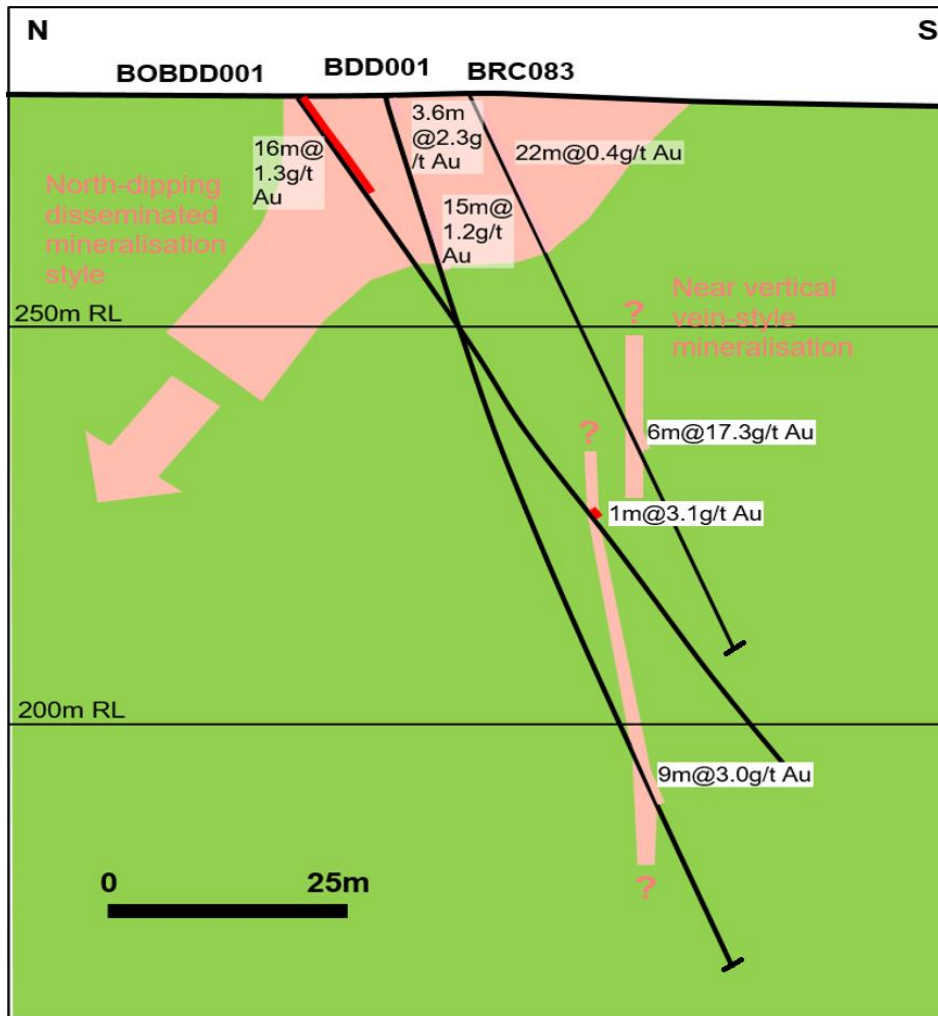 N
S
BOBDD001
BDD001
BRC083
3.6m
@2.3g
/t Au
16m@
1.3g/t
Au
22m@0.4g/t Au
North-dipping
disseminated
mineralisation
style
15m@
1.2g/t
Au
250m RL
Near vertical
vein-style
mineralisation
?
6m@17.3g/t Au
?
1m@3.1g/t Au
200m RL
9m@3.0g/t Au
?
0
25m